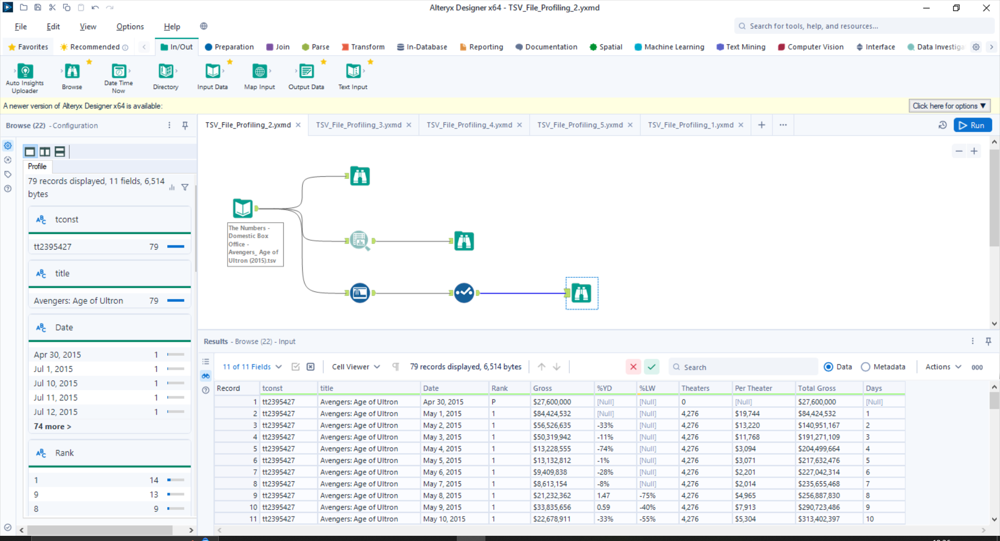 Alteryx Designer x64 - TSV_File_Profiling_2.yxmd
File Edit View Options Help
Search for tools, help, and resources...
Favorites Recommended In/Out Preparation Join Parse Transform In-Database Reporting Documentation Spatial Machine Learning Text Mining Computer Vision Interface Data Investiga
Auto Insights Uploader
Browse
Date Time Now
Directory
Input Data
Map Input
Output Data
Text Input
A newer version of Alteryx Designer x64 is available:
Click here for options ▼
Browse (22) - Configuration
TSV_File_Profiling_2.yxmd TSV_File_Profiling_3.yxmd TSV_File_Profiling_4.yxmd TSV_File_Profiling_5.yxmd TSV_File_Profiling_1.yxmd
Run
Profile
79 records displayed, 11 fields, 6,514
bytes
ABC tconst
tt2395427 79
ABC title
Avengers: Age of Ultron 79
ABC Date
Apr 30, 2015 1
Jul 1, 2015 1
Jul 10, 2015 1
Jul 11, 2015 1
Jul 12, 2015 1
74 more >
ABC Rank
1 14
9 13
8 9
The Numbers -
Domestic Box
Office -
Avengers_ Age of
Ultron (2015).tsv
Results - Browse (22) - Input
11 of 11 Fields Cell Viewer 79 records displayed, 6,514 bytes Search Data Metadata Actions 000
Record tconst title Date Rank Gross %YD %LW Theaters Per Theater Total Gross Days
1 tt2395427 Avengers: Age of Ultron Apr 30, 2015 P $27,600,000 [Null] [Null] 0 [Null] $27,600,000 [Null]
2 tt2395427 Avengers: Age of Ultron May 1, 2015 1 $84,424,532 [Null] [Null] 4,276 $19,744 $84,424,532 1
3 tt2395427 Avengers: Age of Ultron May 2, 2015 1 $56,526,635 -33% [Null] 4,276 $13,220 $140,951,167 2
4 tt2395427 Avengers: Age of Ultron May 3, 2015 1 $50,319,942 -11% [Null] 4,276 $11,768 $191,271,109 3
5 tt2395427 Avengers: Age of Ultron May 4, 2015 1 $13,228,555 -74% [Null] 4,276 $3,094 $204,499,664 4
6 tt2395427 Avengers: Age of Ultron May 5, 2015 1 $13,132,812 -1% [Null] 4,276 $3,071 $217,632,476 5
7 tt2395427 Avengers: Age of Ultron May 6, 2015 1 $9,409,838 -28% [Null] 4,276 $2,201 $227,042,314 6
8 tt2395427 Avengers: Age of Ultron May 7, 2015 1 $8,613,154 -8% [Null] 4,276 $2,014 $235,655,468 7
9 tt2395427 Avengers: Age of Ultron May 8, 2015 1 $21,232,362 1.47 -75% 4,276 $4,965 $256,887,830 8
10 tt2395427 Avengers: Age of Ultron May 9, 2015 1 $33,835,656 0.59 -40% 4,276 $7,913 $290,723,486 9
11 tt2395427 Avengers: Age of Ultron May 10, 2015 1 $22,678,911 -33% -55% 4,276 $5,304 $313,402,397 10